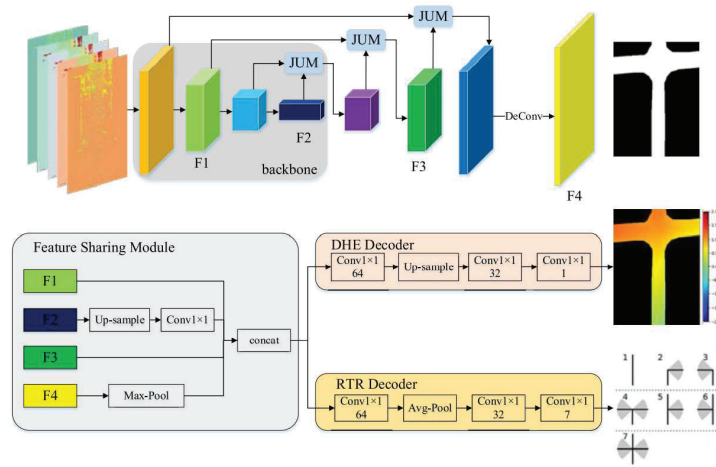 JUM
JUM
JUM
F1
F2
backbone
F3
DeConv
F4
Feature Sharing Module
F1
F2
Up-sample
Conv1×1
F3
F4
Max-Pool
concat
DHE Decoder
Conv1×1
64
Up-sample
Conv1×1
32
Conv1×1
1
RTR Decoder
Conv1×1
64
Avg-Pool
Conv1×1
32
Conv1×1
7
1
2
3
4
5
6
7